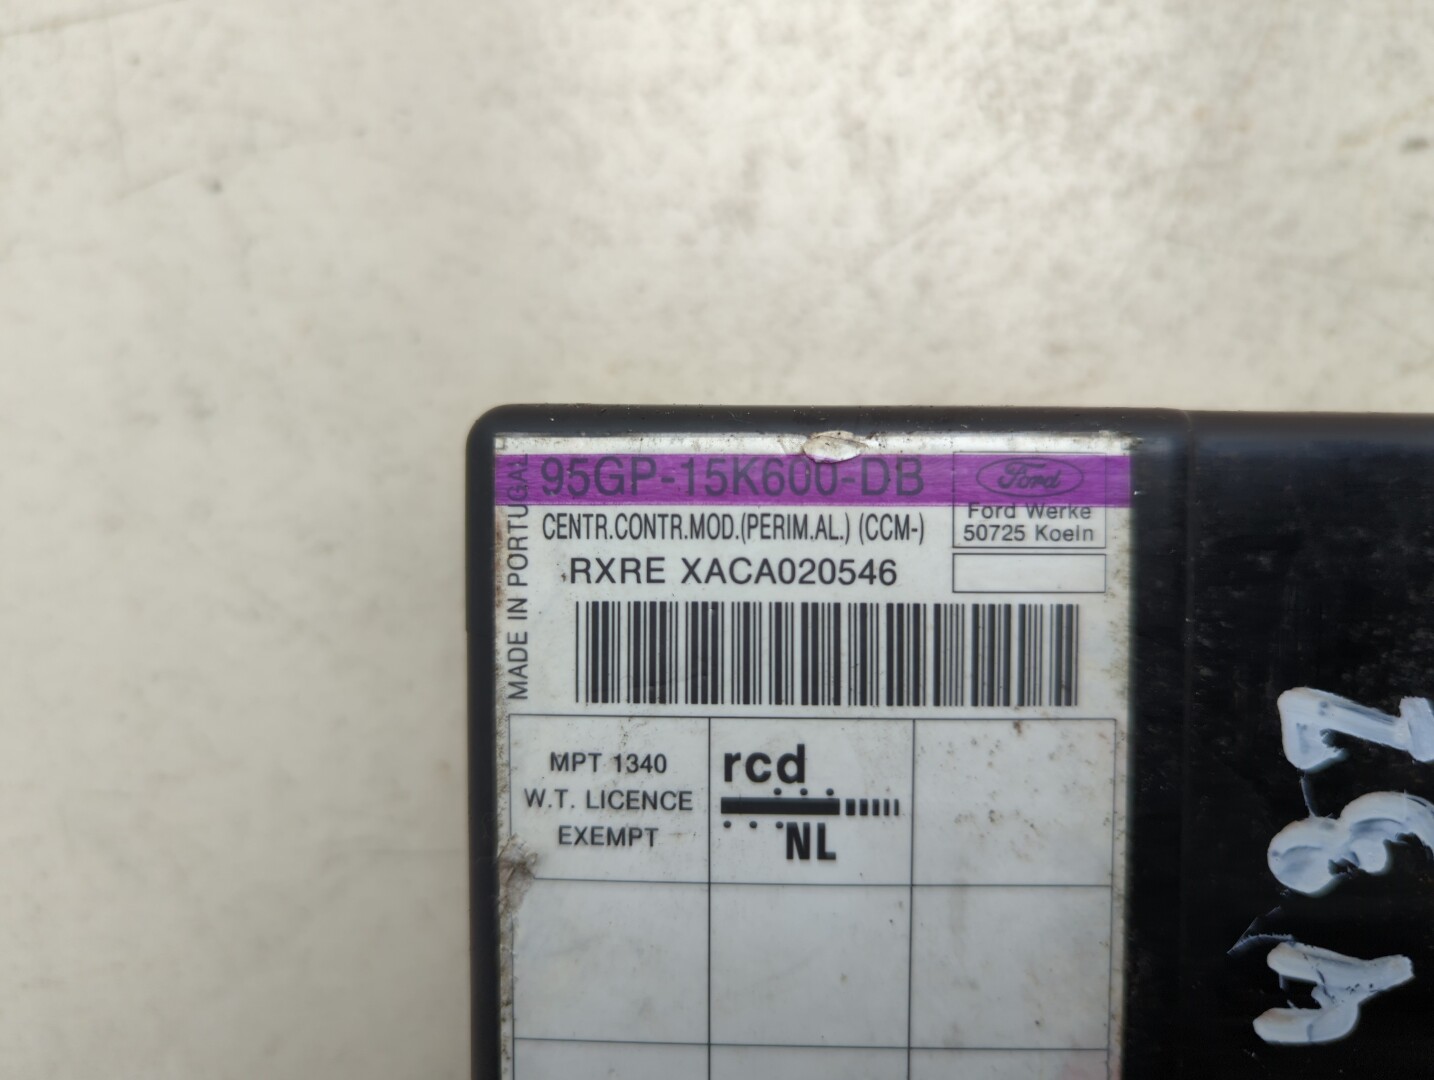 95GP-15K600-DB
Ford
CENTR.CONTR.MOD.(PERIM.AL.) (CCM-)
Ford Werke
50725 Koeln
RXRE XACA020546
MADE IN PORTUGAL
MPT 1340
W.T. LICENCE
EXEMPT
rcd
NL